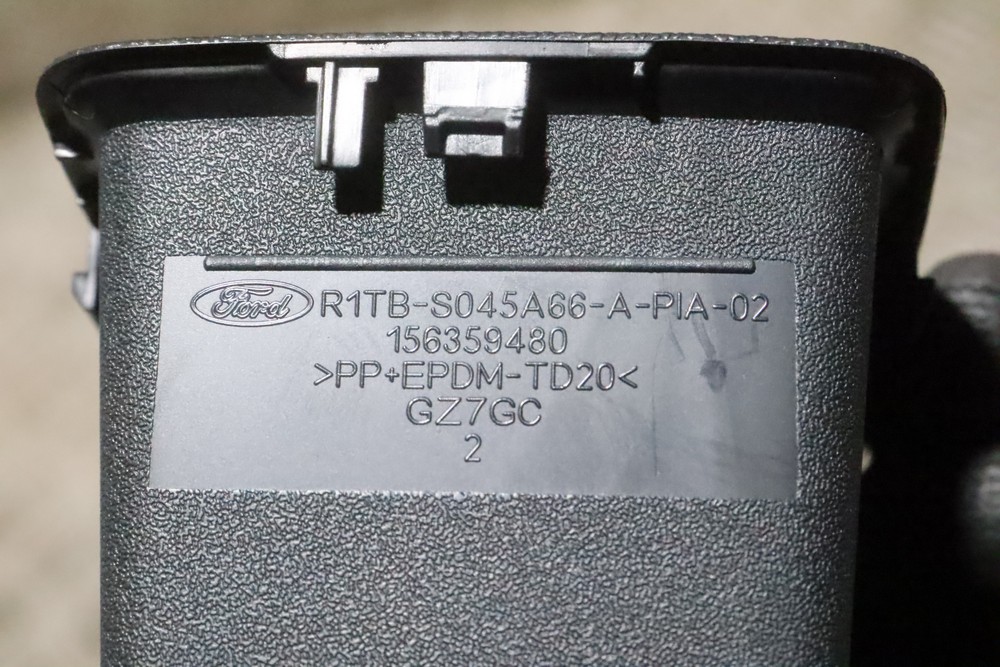 Ford R1TB-S045A66-A-PIA-02
156359480
>PP+EPDM-TD20<
GZ7GC
2